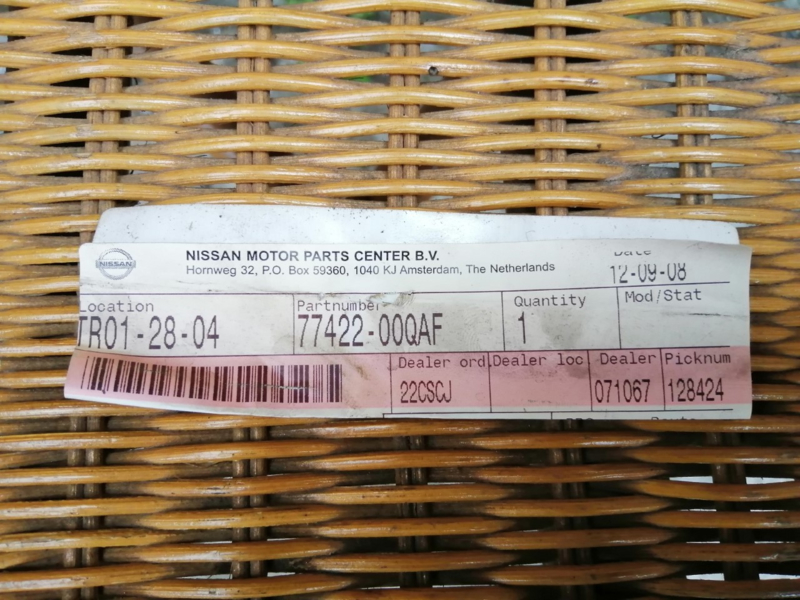 NISSAN
NISSAN MOTOR PARTS CENTER B.V.
Hornweg 32, P.O. Box 59360, 1040 KJ Amsterdam, The Netherlands
Date
12-09-08
Location Partnumber Quantity Mod/Stat
TR01-28-04 77422-00QAF 1
Dealer ord Dealer loc Dealer Picknum
22CSCJ 071067 128424